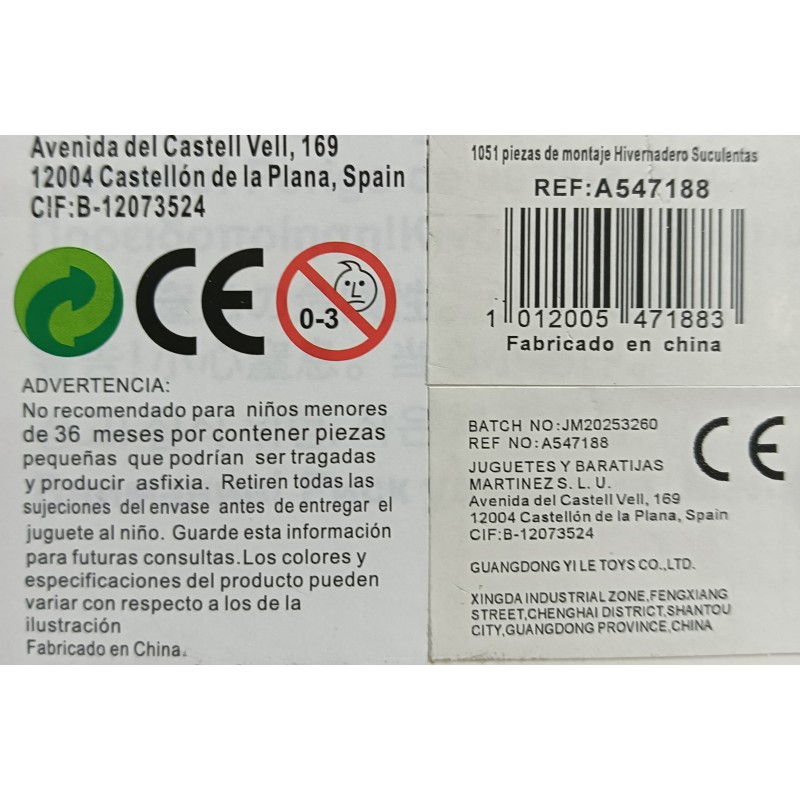 Avenida del Castell Vell, 169
12004 Castellón de la Plana, Spain
CIF:B-12073524
CE
0-3
ADVERTENCIA:
No recomendado para niños menores
de 36 meses por contener piezas
pequeñas que podrían ser tragadas
y producir asfixia. Retiren todas las
sujeciones del envase antes de entregar el
juguete al niño. Guarde esta información
para futuras consultas.Los colores y
especificaciones del producto pueden
variar con respecto a los de la
ilustración
Fabricado en China.
1051 piezas de montaje Hivernadero Suculentas
REF:A547188
1 012005 471883
Fabricado en china
BATCH NO:JM20253260
REF NO:A547188
CE
JUGUETES Y BARATIJAS
MARTINEZ S. L. U.
Avenida del Castell Vell, 169
12004 Castellón de la Plana, Spain
CIF:B-12073524
GUANGDONG YI LE TOYS CO.,LTD.
XINGDA INDUSTRIAL ZONE,FENGXIANG
STREET,CHENGHAI DISTRICT,SHANTOU
CITY,GUANGDONG PROVINCE,CHINA